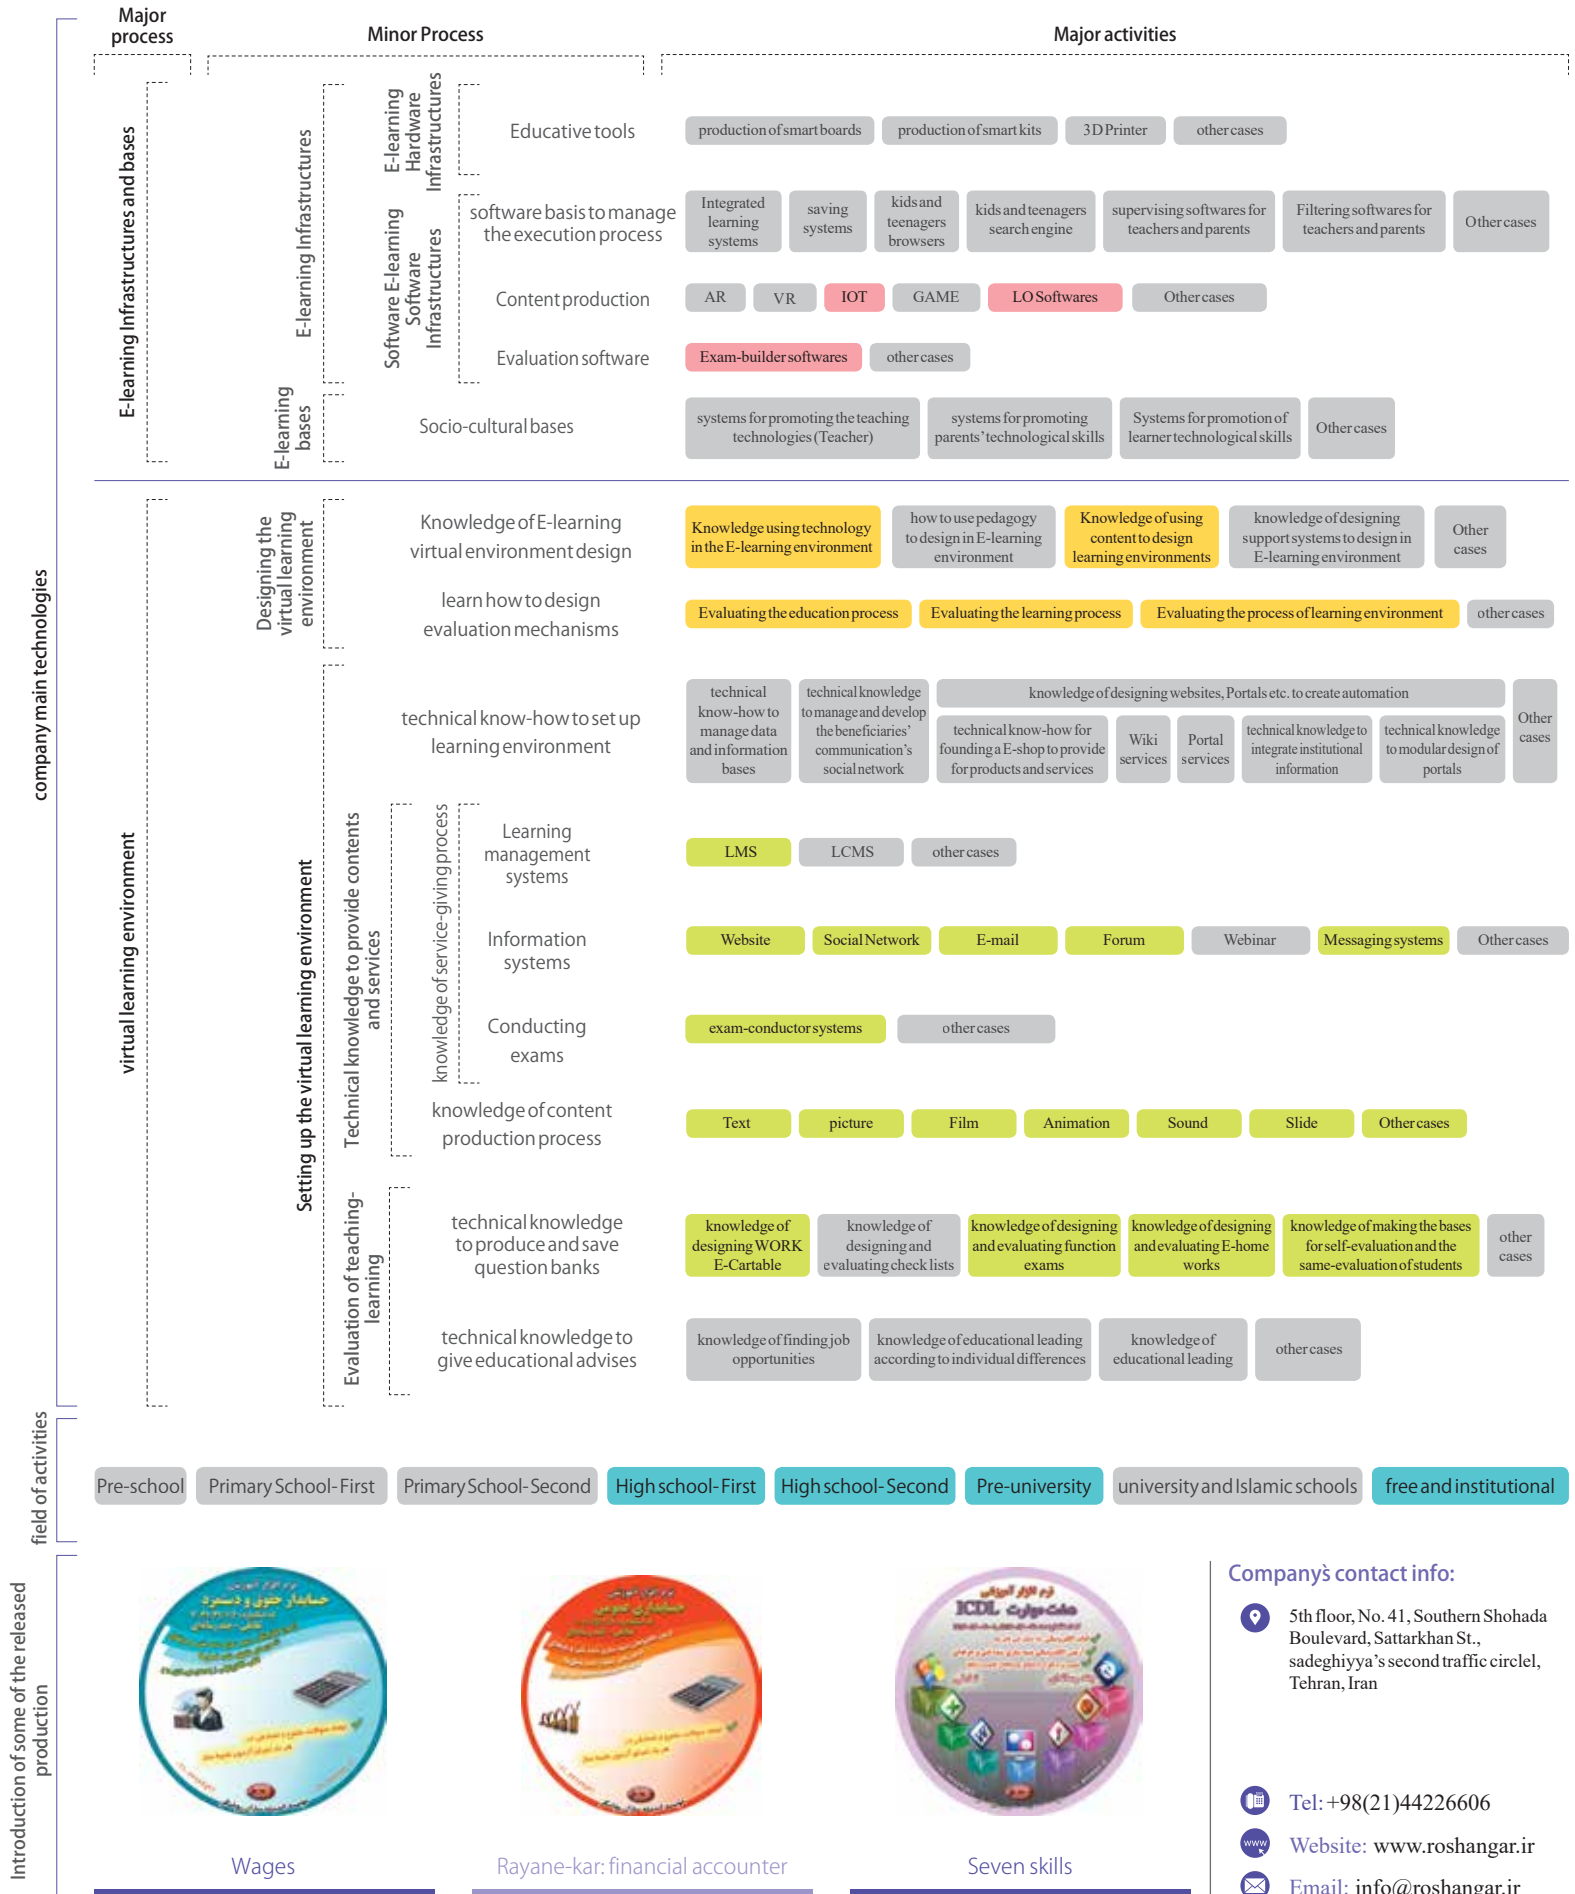 Major
process
Minor Process
Major activities
company main technologies
E-learning Infrastructures and bases
E-learning Infrastructures
E-learning
Hardware
Infrastructures
Educative tools
production of smart boards
production of smart kits
3D Printer
other cases
Software E-learning
Software
Infrastructures
software basis to manage
the execution process
Integrated
learning
systems
saving
systems
kids and
teenagers
browsers
kids and teenagers
search engine
supervising softwares for
teachers and parents
Filtering softwares for
teachers and parents
Other cases
Content production
AR
VR
IOT
GAME
LO Softwares
Other cases
Evaluation software
Exam-builder softwares
other cases
E-learning
bases
Socio-cultural bases
systems for promoting the teaching
technologies (Teacher)
systems for promoting
parents' technological skills
Systems for promotion of
learner technological skills
Other cases
virtual learning environment
Designing the
virtual learning
environment
Knowledge of E-learning
virtual environment design
Knowledge using technology
in the E-learning environment
how to use pedagogy
to design in E-learning
environment
Knowledge of using
content to design
learning environments
knowledge of designing
support systems to design in
E-learning environment
Other
cases
learn how to design
evaluation mechanisms
Evaluating the education process
Evaluating the learning process
Evaluating the process of learning environment
other cases
Setting up the virtual learning environment
technical know-how to set up
learning environment
technical
know-how to
manage data
and information
bases
technical knowledge
to manage and develop
the beneficiaries'
communication's
social network
knowledge of designing websites, Portals etc. to create automation
technical know-how for
founding a E-shop to provide
for products and services
Wiki
services
Portal
services
technical knowledge to
integrate institutional
information
technical knowledge
to modular design of
portals
Other
cases
Technical knowledge to provide contents
and services
knowledge of service-giving process
Learning
management
systems
LMS
LCMS
other cases
Information
systems
Website
Social Network
E-mail
Forum
Webinar
Messaging systems
Other cases
Conducting
exams
exam-conductor systems
other cases
knowledge of content
production process
Text
picture
Film
Animation
Sound
Slide
Other cases
Evaluation of teaching-
learning
technical knowledge
to produce and save
question banks
knowledge of
designing WORK
E-Cartable
knowledge of
designing and
evaluating check lists
knowledge of designing
and evaluating function
exams
knowledge of designing
and evaluating E-home
works
knowledge of making the bases
for self-evaluation and the
same-evaluation of students
other
cases
technical knowledge to
give educational advises
knowledge of finding job
opportunities
knowledge of educational leading
according to individual differences
knowledge of
educational leading
other cases
field of activities
Pre-school
Primary School- First
Primary School- Second
High school- First
High school- Second
Pre-university
university and Islamic schools
free and institutional
Introduction of some of the released
production
نرم افزار آموزشی
حسابدار حقوق و دستمزد
نرم افزار آموزشی
حسابداری عمومی
نرم افزار آموزشی
هفت مهارت ICDL
Wages
Rayane-kar: financial accounter
Seven skills
Company's contact info:
5th floor, No. 41, Southern Shohada
Boulevard, Sattarkhan St.,
sadeghiyya's second traffic circlel,
Tehran, Iran
Tel: +98(21)44226606
www
Website: www.roshangar.ir
Email: info@roshangar.ir